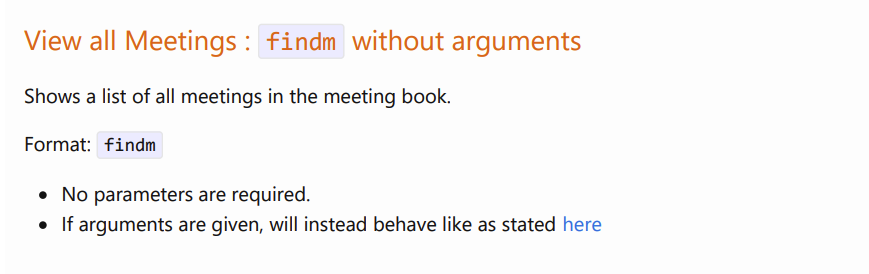 View all Meetings : findm without arguments
Shows a list of all meetings in the meeting book.
Format: findm
• No parameters are required.
• If arguments are given, will instead behave like as stated here